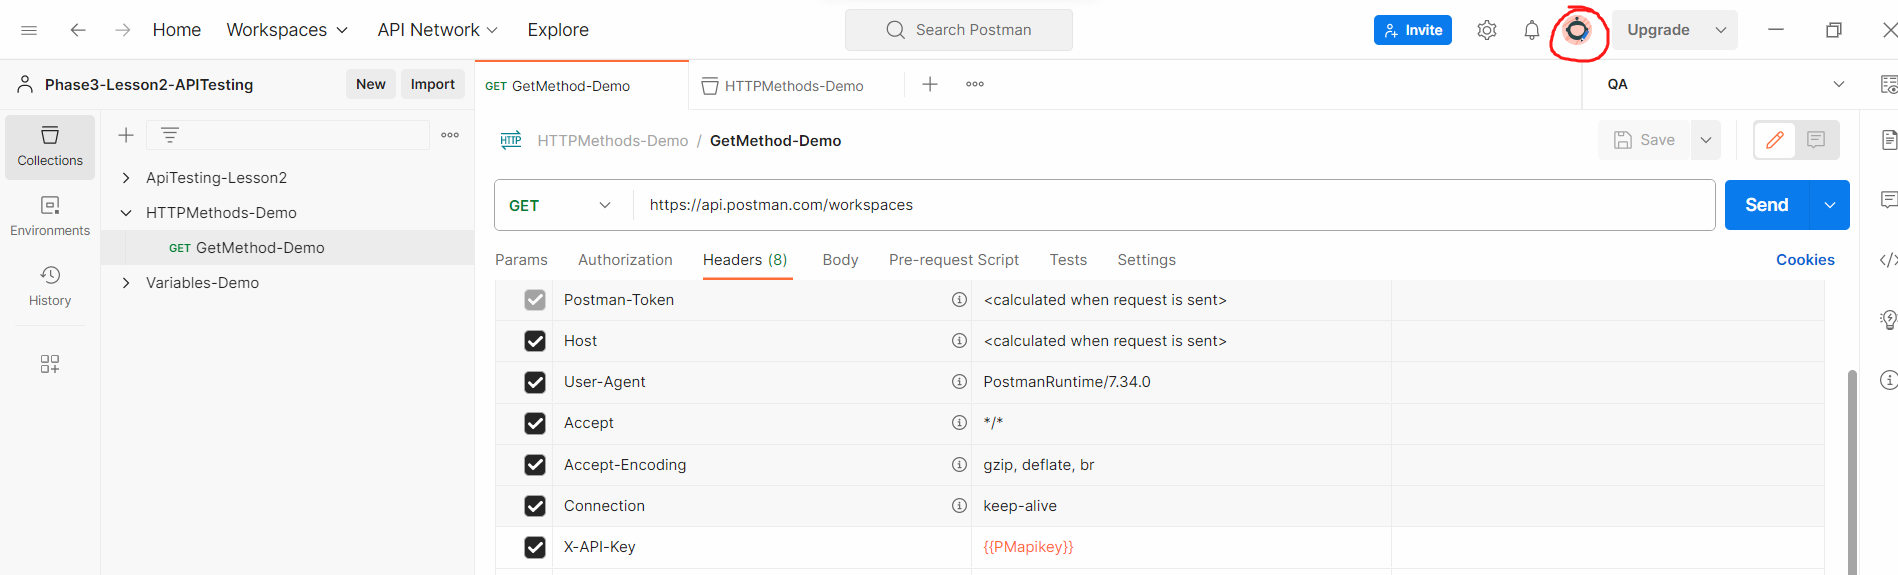 Home Workspaces API Network Explore Search Postman Invite Upgrade
Phase3-Lesson2-APITesting New Import GET GetMethod-Demo HTTPMethods-Demo QA
Collections
Environments
History
ApiTesting-Lesson2
HTTPMethods-Demo
GET GetMethod-Demo
Variables-Demo
HTTP HTTPMethods-Demo / GetMethod-Demo Save
GET https://api.postman.com/workspaces Send
Params Authorization Headers (8) Body Pre-request Script Tests Settings Cookies
Postman-Token <calculated when request is sent>
Host <calculated when request is sent>
User-Agent PostmanRuntime/7.34.0
Accept */*
Accept-Encoding gzip, deflate, br
Connection keep-alive
X-API-Key {{PMapikey}}